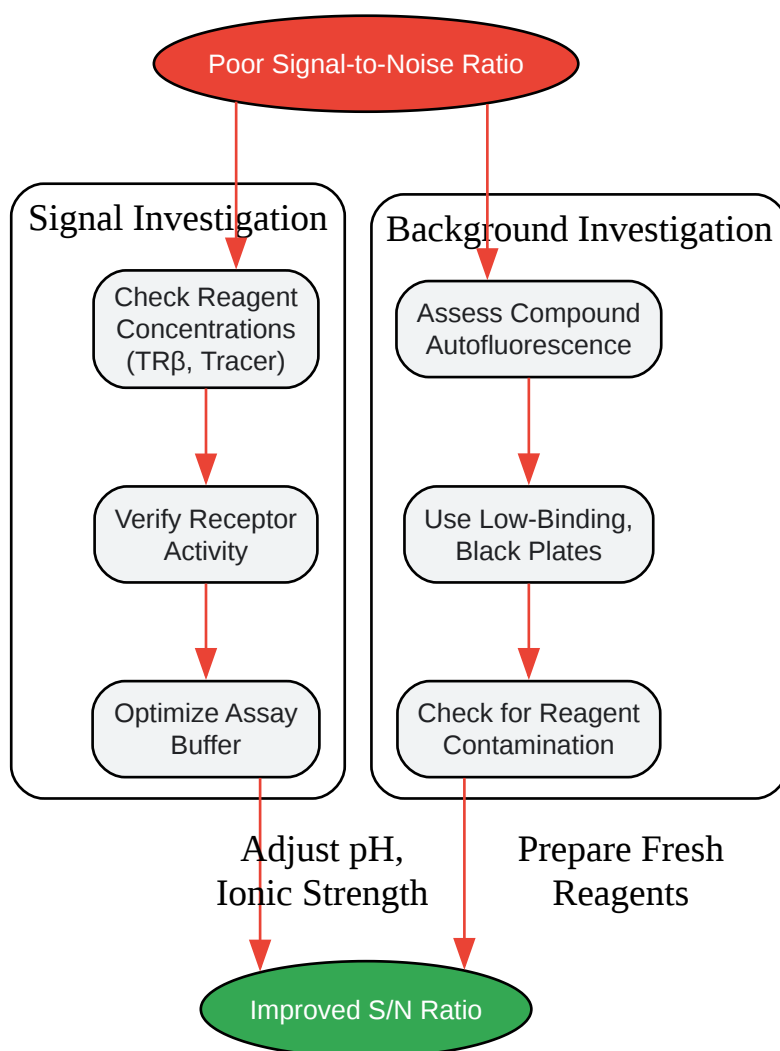 Poor Signal-to-Noise Ratio
Signal Investigation
Check Reagent
Concentrations
(TRβ, Tracer)
Verify Receptor
Activity
Optimize Assay
Buffer
Background Investigation
Assess Compound
Autofluorescence
Use Low-Binding,
Black Plates
Check for Reagent
Contamination
Adjust pH,
Ionic Strength
Prepare Fresh
Reagents
Improved S/N Ratio